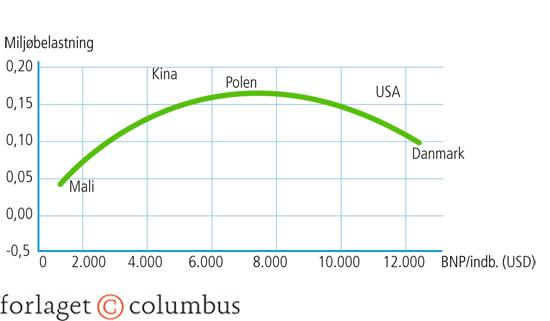 Miljøbelastning
0,20
Kina
Polen
USA
0,15
0,10
Danmark
0,05
Mali
0,00
-0,5
0 2.000 4.000 6.000 8.000 10.000 12.000 BNP/indb. (USD)
forlaget © columbus